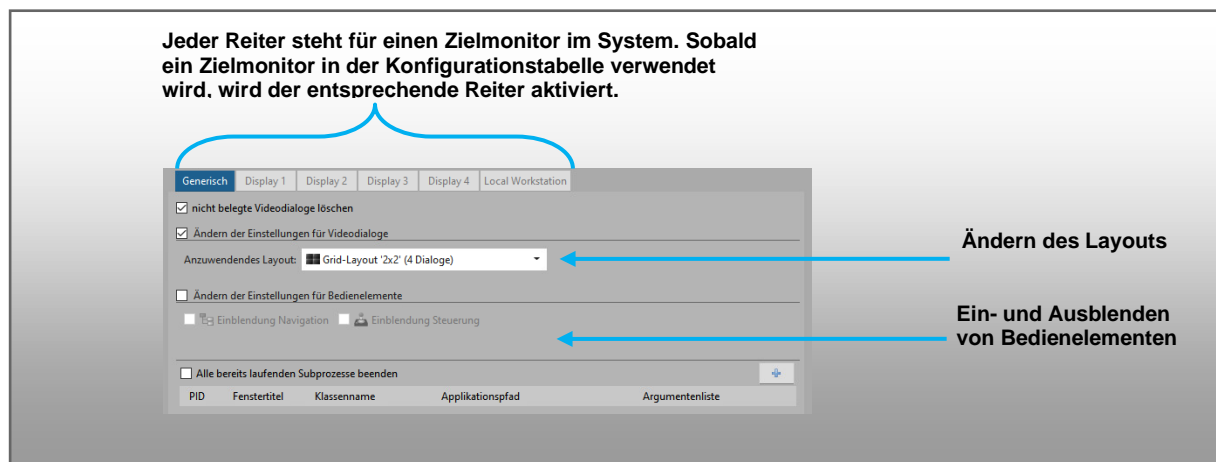 Jeder Reiter steht für einen Zielmonitor im System. Sobald
ein Zielmonitor in der Konfigurationstabelle verwendet
wird, wird der entsprechende Reiter aktiviert.
Generisch Display 1 Display 2 Display 3 Display 4 Local Workstation
nicht belegte Videodialoge löschen
Ändern der Einstellungen für Videodialoge
Anzuwendendes Layout: Grid-Layout '2x2' (4 Dialoge)
Ändern des Layouts
Ändern der Einstellungen für Bedienelemente
Einblendung Navigation Einblendung Steuerung
Ein- und Ausblenden
von Bedienelementen
Alle bereits laufenden Subprozesse beenden
PID Fenstertitel Klassenname Applikationspfad Argumentenliste